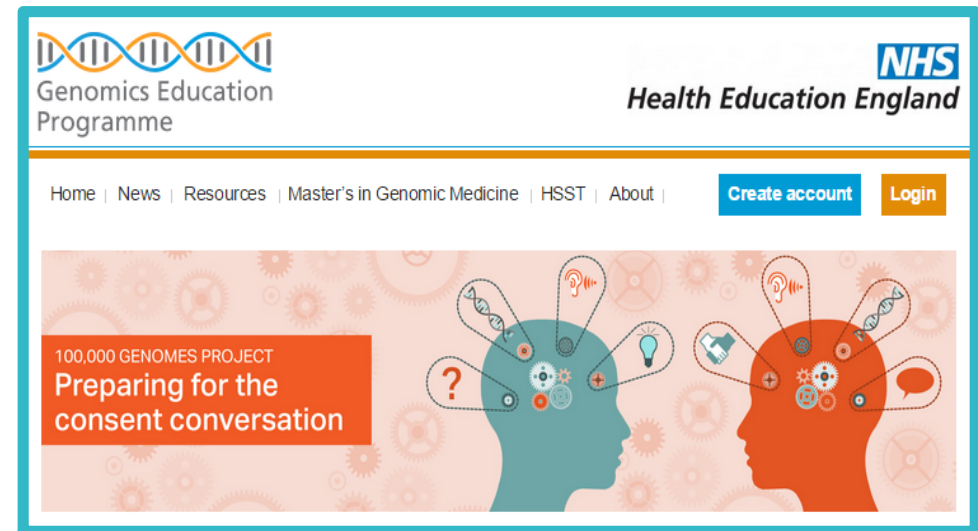 Genomics Education
Programme
NHS
Health Education England
Home | News | Resources | Master's in Genomic Medicine | HSST | About |
Create account
Login
100,000 GENOMES PROJECT
Preparing for the
consent conversation
?